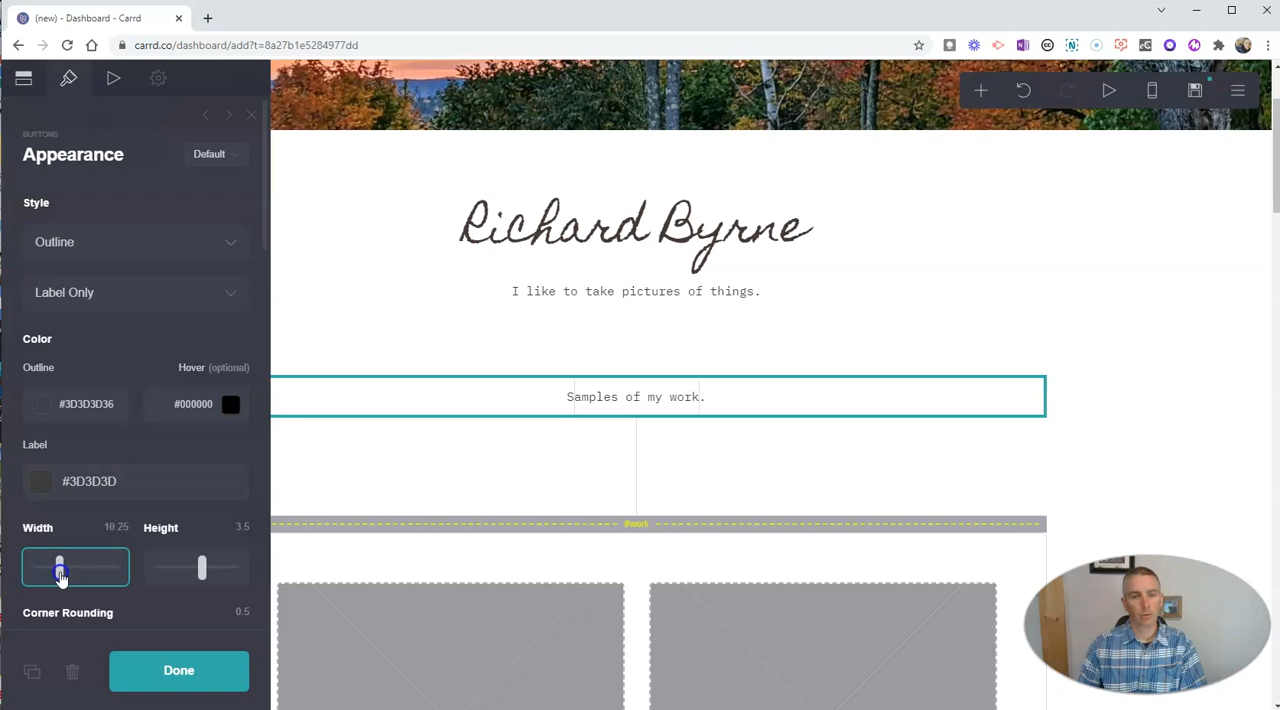 (new) - Dashboard - Carrd
carrd.co/dashboard/add?t=8a27b1e5284977dd
BUTTONS
Appearance
Default
Style
Outline
Label Only
Color
Outline
Hover (optional)
#3D3D3D36
#000000
Label
#3D3D3D
Width
10.25
Height
3.5
Corner Rounding
0.5
Done
Richard Byrne
I like to take pictures of things.
Samples of my work.
#work